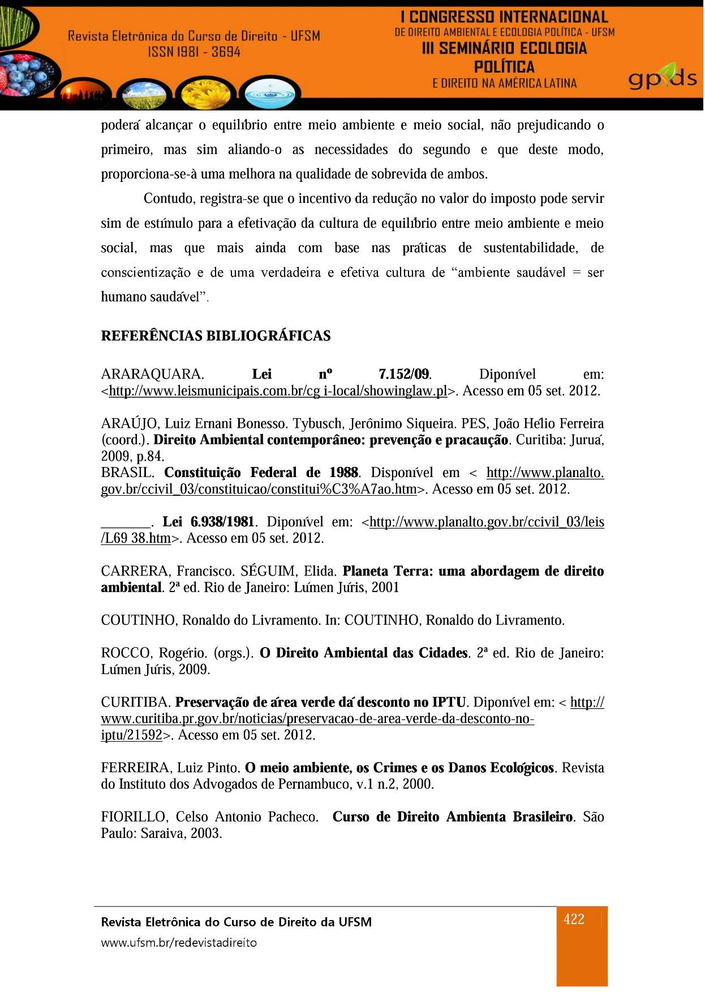 Revista Eletrônica do Curso de Direito - UFSM
ISSN 1981 - 3694
I CONGRESSO INTERNACIONAL
DE DIREITO AMBIENTAL E ECOLOGIA POLÍTICA - UFSM
III SEMINÁRIO ECOLOGIA
POLÍTICA
E DIREITO NA AMÉRICA LATINA
gpds
poderá alcançar o equilíbrio entre meio ambiente e meio social, não prejudicando o
primeiro, mas sim aliando-o as necessidades do segundo e que deste modo,
proporciona-se-à uma melhora na qualidade de sobrevida de ambos.
Contudo, registra-se que o incentivo da redução no valor do imposto pode servir
sim de estímulo para a efetivação da cultura de equilíbrio entre meio ambiente e meio
social, mas que mais ainda com base nas práticas de sustentabilidade, de
conscientização e de uma verdadeira e efetiva cultura de “ambiente saudável = ser
humano saudável”.
REFERÊNCIAS BIBLIOGRÁFICAS
ARARAQUARA. Lei nº 7.152/09. Diponível em:
<http://www.leismunicipais.com.br/cg i-local/showinglaw.pl>. Acesso em 05 set. 2012.
ARAÚJO, Luiz Ernani Bonesso. Tybusch, Jerônimo Siqueira. PES, João Hélio Ferreira
(coord.). Direito Ambiental contemporâneo: prevenção e pracaução. Curitiba: Juruá,
2009, p.84.
BRASIL. Constituição Federal de 1988. Disponível em < http://www.planalto.
gov.br/ccivil_03/constituicao/constitui%C3%A7ao.htm>. Acesso em 05 set. 2012.
_______. Lei 6.938/1981. Diponível em: <http://www.planalto.gov.br/ccivil_03/leis
/L69 38.htm>. Acesso em 05 set. 2012.
CARRERA, Francisco. SÉGUIM, Elida. Planeta Terra: uma abordagem de direito
ambiental. 2ª ed. Rio de Janeiro: Lúmen Júris, 2001
COUTINHO, Ronaldo do Livramento. In: COUTINHO, Ronaldo do Livramento.
ROCCO, Rogério. (orgs.). O Direito Ambiental das Cidades. 2ª ed. Rio de Janeiro:
Lúmen Júris, 2009.
CURITIBA. Preservação de área verde dá desconto no IPTU. Diponível em: < http://
www.curitiba.pr.gov.br/noticias/preservacao-de-area-verde-da-desconto-no-
iptu/21592>. Acesso em 05 set. 2012.
FERREIRA, Luiz Pinto. O meio ambiente, os Crimes e os Danos Ecológicos. Revista
do Instituto dos Advogados de Pernambuco, v.1 n.2, 2000.
FIORILLO, Celso Antonio Pacheco. Curso de Direito Ambienta Brasileiro. São
Paulo: Saraiva, 2003.
Revista Eletrônica do Curso de Direito da UFSM
www.ufsm.br/redevistadireito
422